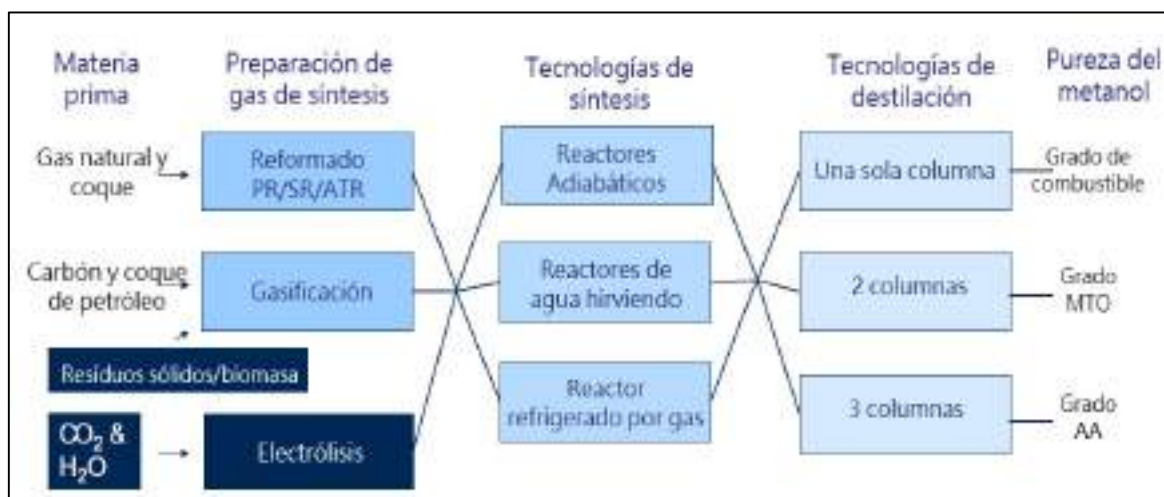 Materia
prima
Preparación de
gas de síntesis
Tecnologías de
síntesis
Tecnologías de
destilación
Pureza del
metanol
Gas natural y
coque
Reformado
PR/SR/ATR
Reactores
Adiabáticos
Una sola columna
Grado de
combustible
Carbón y coque
de petróleo
Gasificación
Reactores de
agua hirviendo
2 columnas
Grado
MTO
Resíduos sólidos/biomasa
Reactor
refrigerado por gas
3 columnas
Grado
AA
CO2 &
H2O
Electrólisis